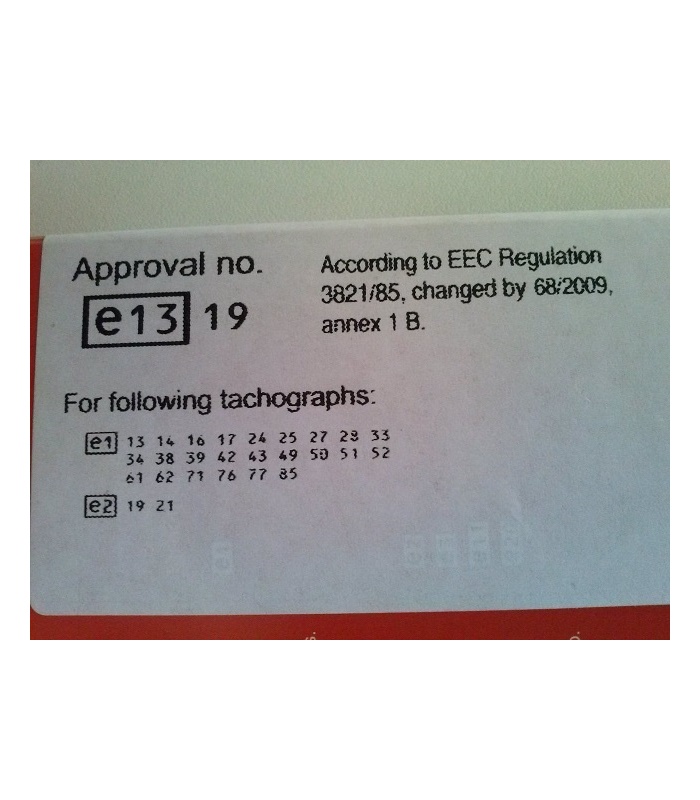 Approval no.
e13 19
According to EEC Regulation
3821/85, changed by 68/2009,
annex 1 B.
For following tachographs:
e1 13 14 16 17 24 25 27 28 33
34 38 39 42 43 49 50 51 52
61 62 71 76 77 85
e2 19 21